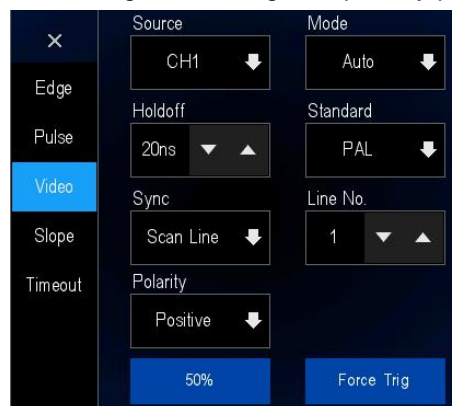 ×
Edge
Pulse
Video
Slope
Timeout
Source
Mode
CH1
Auto
Holdoff
Standard
20ns
PAL
Sync
Line No.
Scan Line
1
Polarity
Positive
50%
Force Trig